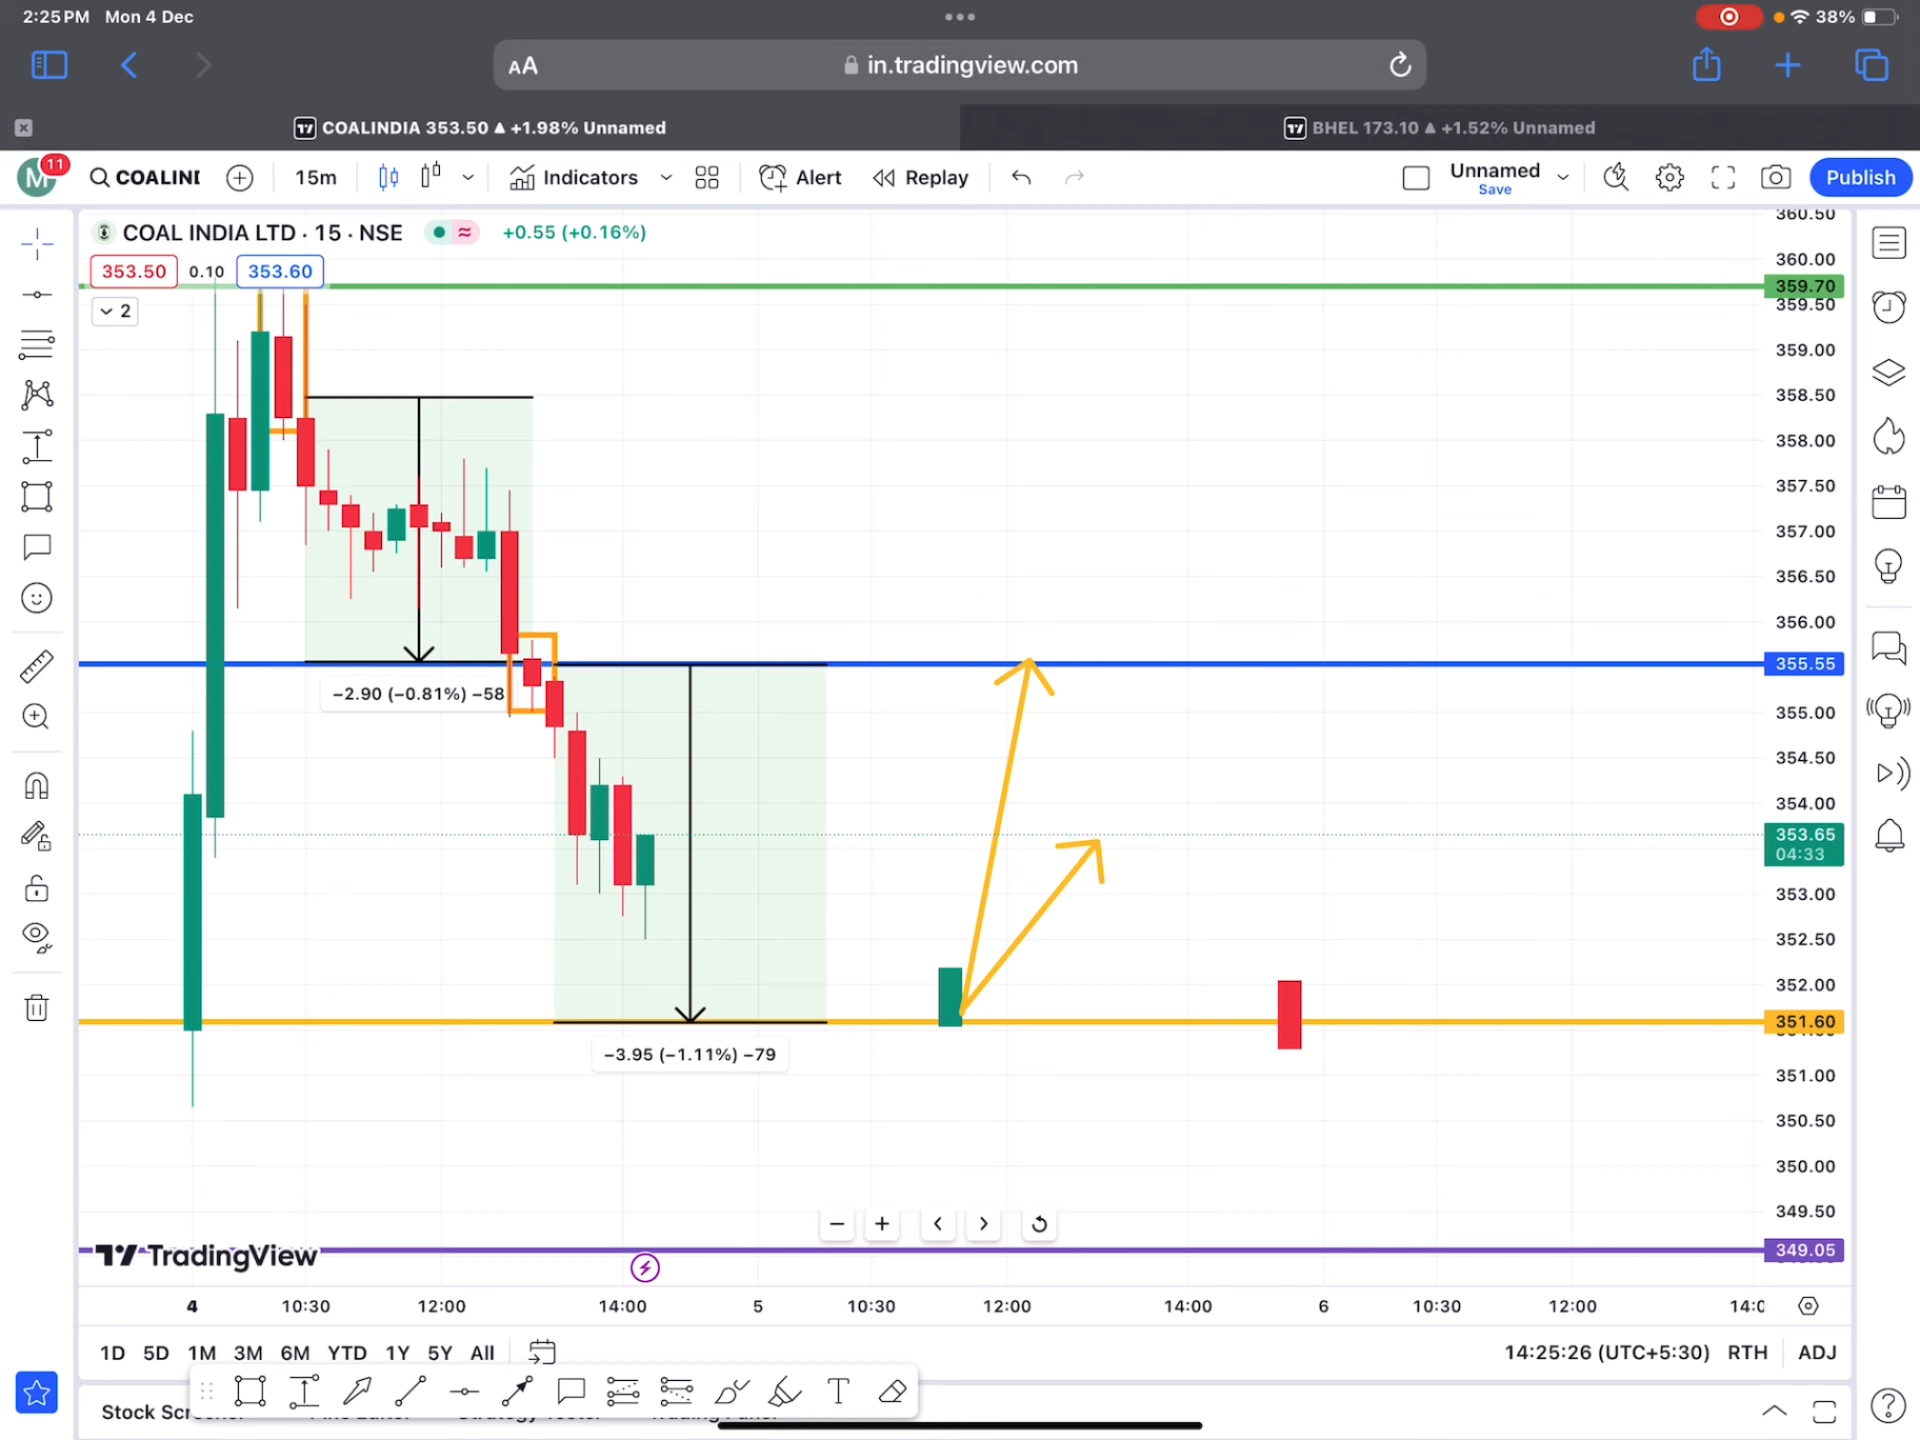 2:25 PM Mon 4 Dec
38%
AA
in.tradingview.com
COALINDIA 353.50 ▲ +1.98% Unnamed
BHEL 173.10 ▲ +1.52% Unnamed
M 11
COALINI
15m
Indicators
Alert
Replay
Unnamed
Save
Publish
COAL INDIA LTD · 15 · NSE
+0.55 (+0.16%)
353.50 0.10 353.60
2
360.50
360.00
359.70
359.50
359.00
358.50
358.00
357.50
357.00
356.50
356.00
355.55
355.00
354.50
354.00
353.65
04:33
353.00
352.50
352.00
351.60
351.00
350.50
350.00
349.50
349.05
−2.90 (−0.81%) −58
−3.95 (−1.11%) −79
TradingView
4 10:30 12:00 14:00 5 10:30 12:00 14:00 6 10:30 12:00 14:0
1D 5D 1M 3M 6M YTD 1Y 5Y All
14:25:26 (UTC+5:30) RTH ADJ
Stock